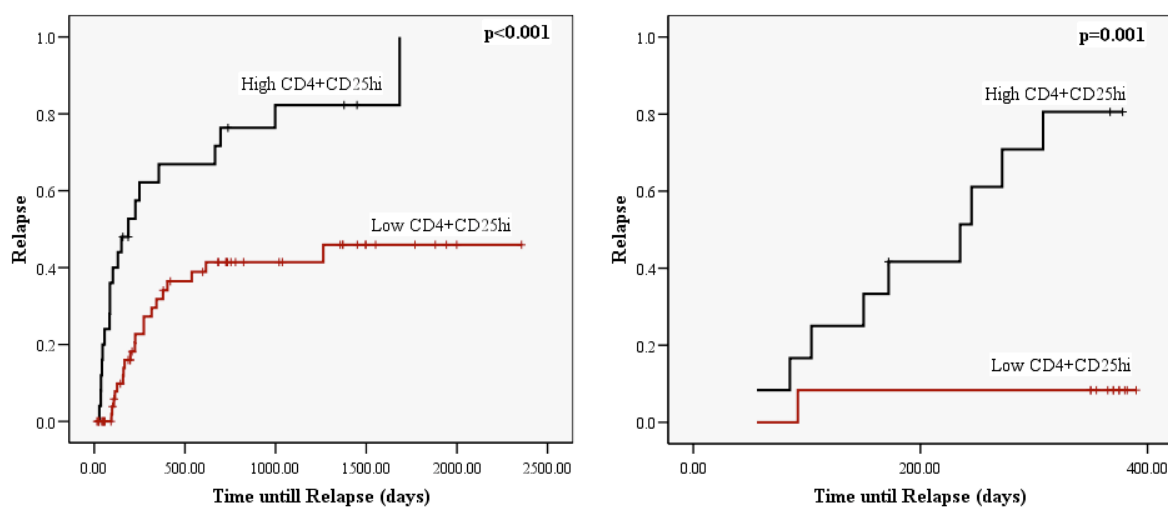 p<0.001
1.0
High CD4+CD25hi
0.8
0.6
Relapse
Low CD4+CD25hi
0.4
0.2
0.0
0.00 500.00 1000.00 1500.00 2000.00 2500.00
Time untill Relapse (days)
p=0.001
1.0
High CD4+CD25hi
0.8
0.6
Relapse
0.4
0.2
Low CD4+CD25hi
0.0
0.00 200.00 400.00
Time until Relapse (days)